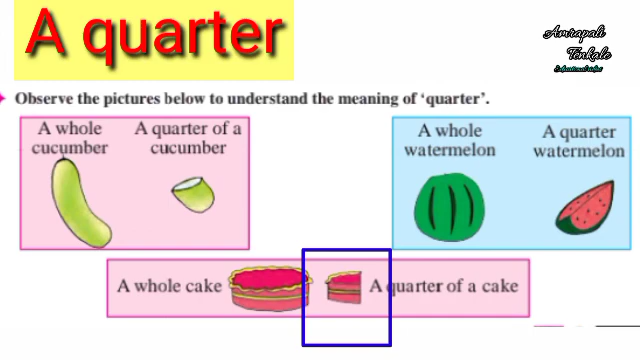 A quarter
Amrapali
Tenkale
Observe the pictures below to understand the meaning of ‘quarter’.
A whole
cucumber
A quarter of a
cucumber
A whole
watermelon
A quarter
watermelon
A whole cake
A quarter of a cake